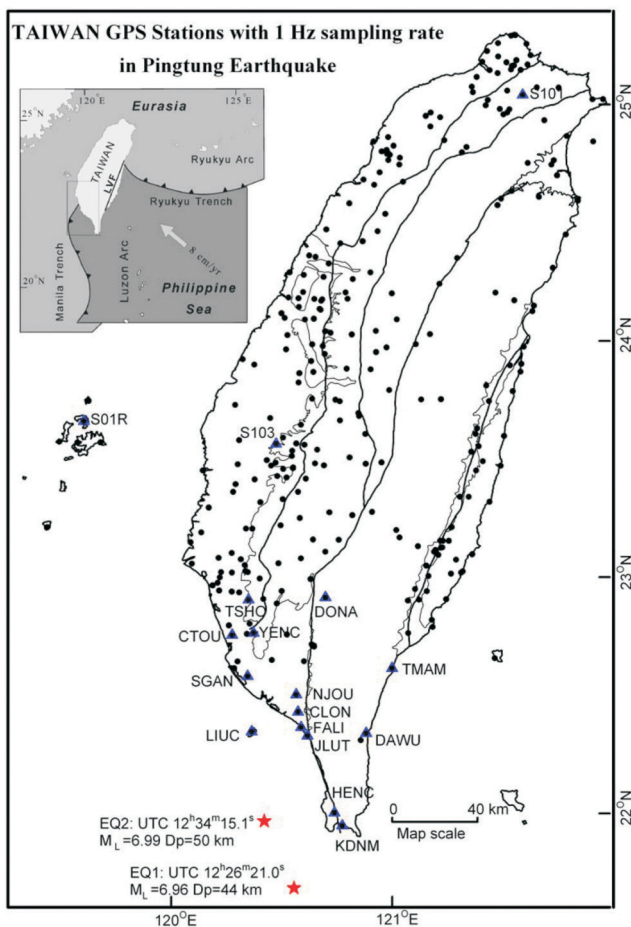 TAIWAN GPS Stations with 1 Hz sampling rate
in Pingtung Earthquake
120°E
125°E
25°N
Eurasia
TAIWAN
LVF
Ryukyu Arc
Ryukyu Trench
8 cm/yr
Manila Trench
Luzon Arc
20°N
Philippine
Sea
S101
25°N
24°N
S01R
S103
23°N
TSHO
DONA
CTOU
YENC
TMAM
SGAN
NJOU
CLON
FALI
LIUC
JLUT
DAWU
HENC
0
40 km
Map scale
22°N
KDNM
EQ2: UTC 12h34m15.1s
ML=6.99 Dp=50 km
EQ1: UTC 12h26m21.0s
ML=6.96 Dp=44 km
120°E
121°E